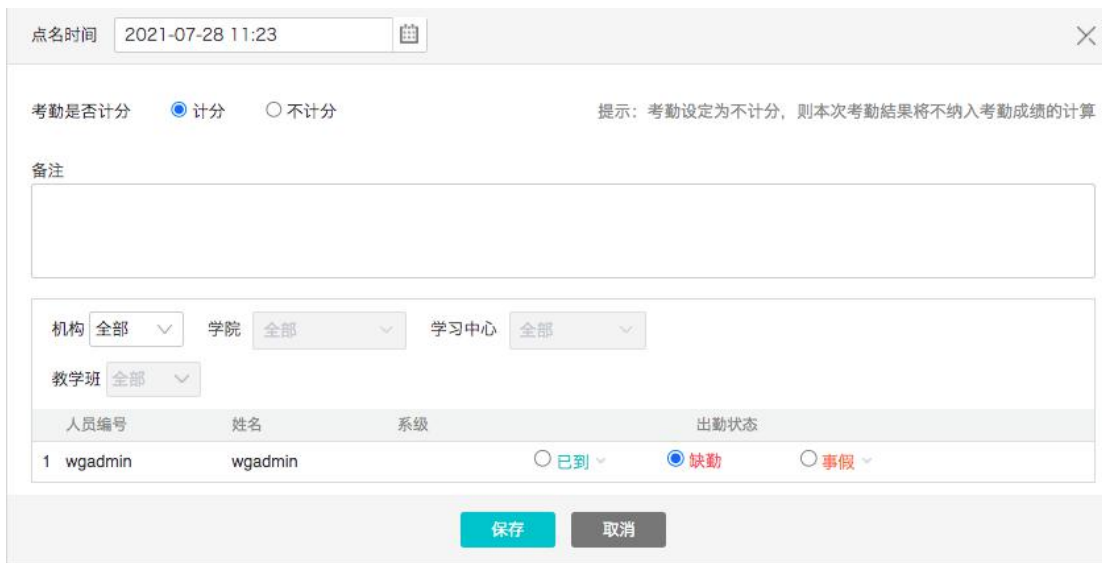 点名时间 2021-07-28 11:23
考勤是否计分 计分 不计分 提示：考勤设定为不计分，则本次考勤結果将不纳入考勤成绩的计算
备注
机构 全部 学院 全部 学习中心 全部
教学班 全部
人员编号 姓名 系级 出勤状态
1 wgadmin wgadmin 已到 缺勤 事假
保存 取消